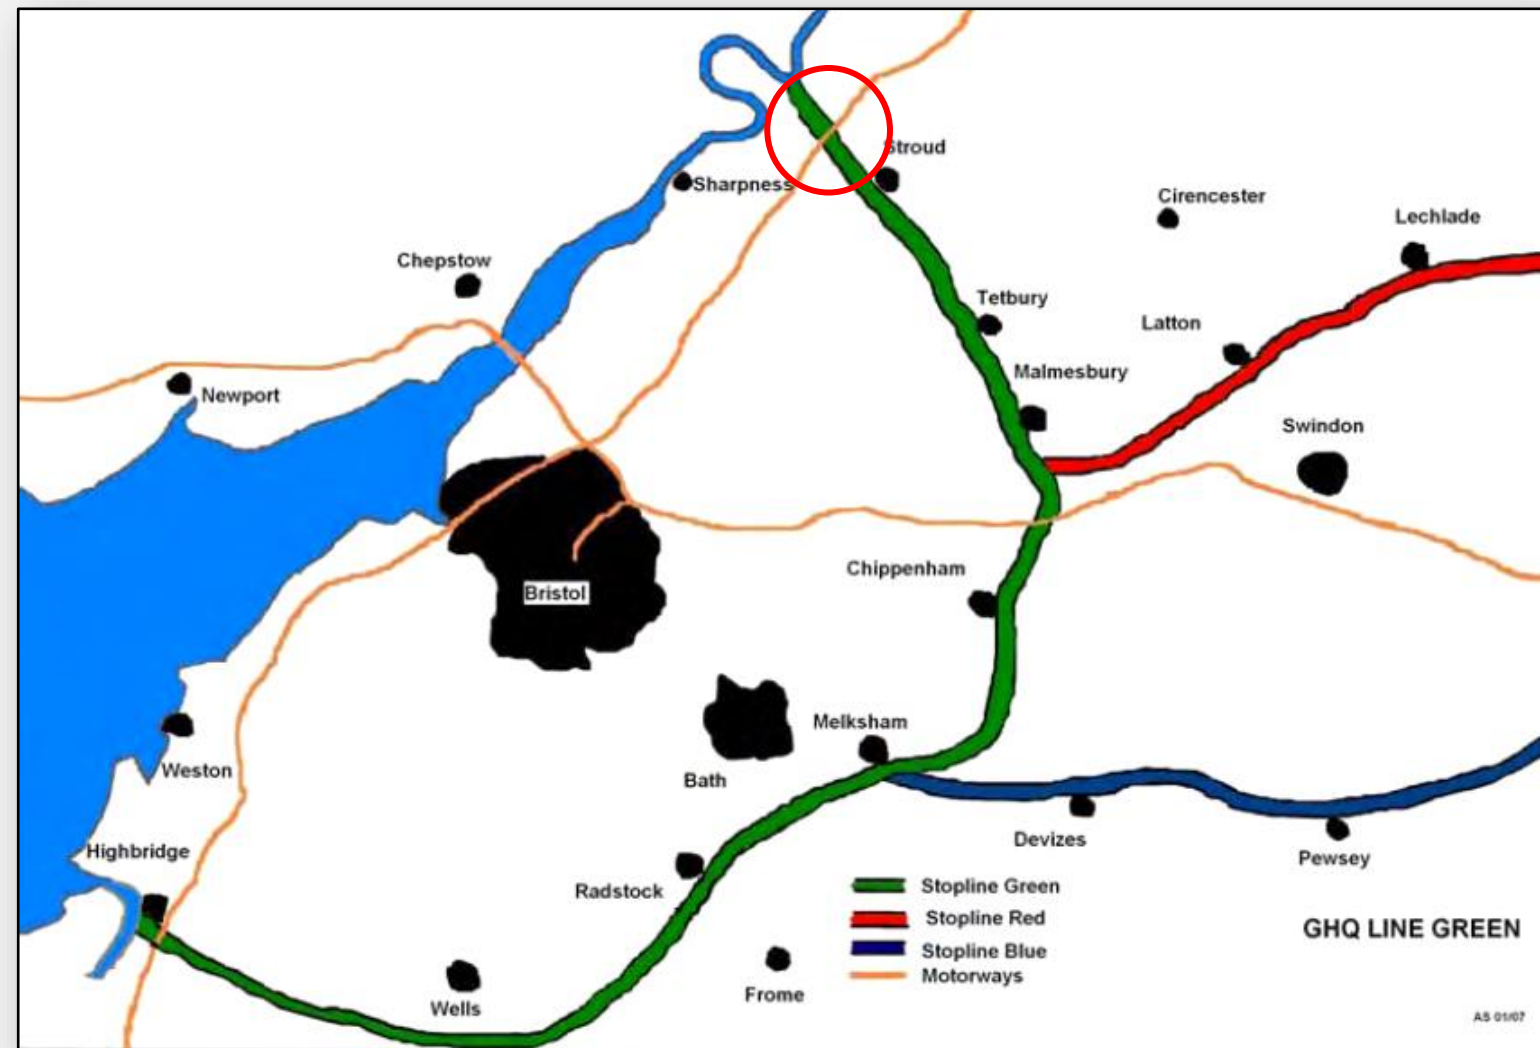 Stroud
Sharpness
Cirencester
Lechlade
Chepstow
Tetbury
Latton
Malmesbury
Newport
Swindon
Chippenham
Bristol
Melksham
Weston
Bath
Devizes
Highbridge
Pewsey
Radstock
Stopline Green
Stopline Red
GHQ LINE GREEN
Stopline Blue
Motorways
Frome
Wells
AS 01/07